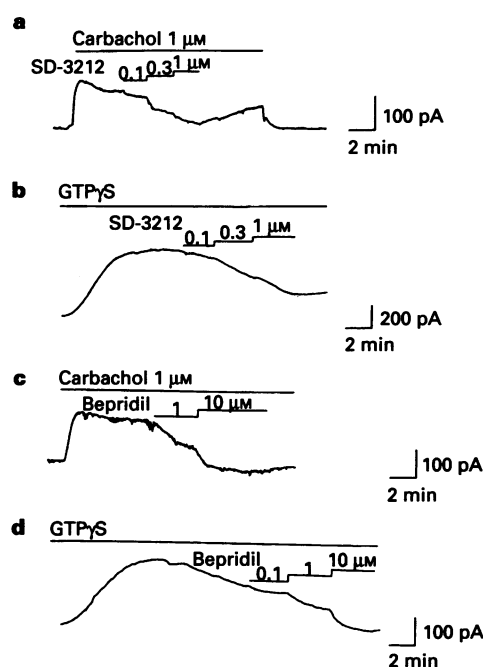 a
Carbachol 1 μM
SD-3212 0.1 0.3 1 μM
100 pA
2 min
b
GTPγS
SD-3212 0.1 0.3 1 μM
200 pA
2 min
c
Carbachol 1 μM
Bepridil 1 10 μM
100 pA
2 min
d
GTPγS
Bepridil 0.1 1 10 μM
100 pA
2 min